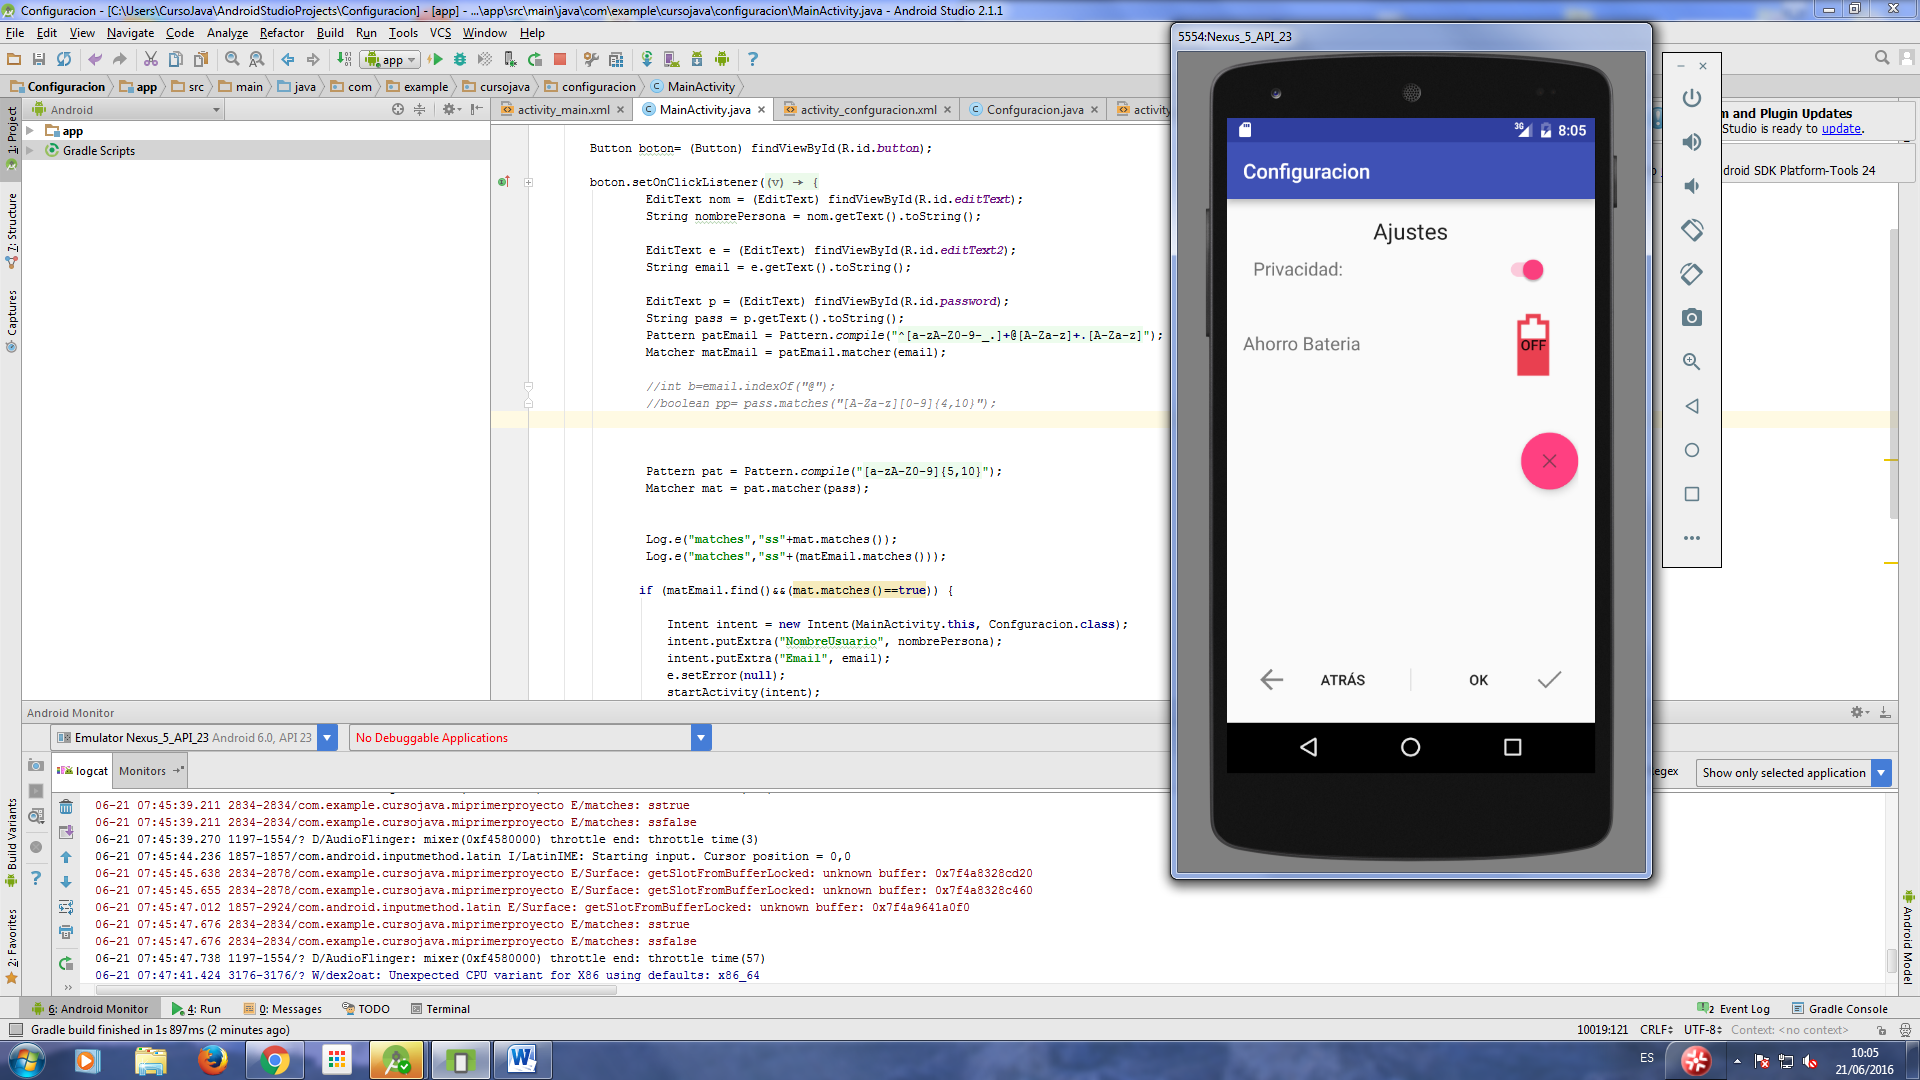 Configuracion - [C:\Users\CursoJava\AndroidStudioProjects\Configuracion] - [app] - ...\app\src\main\java\com\example\cursojava\configuracion\MainActivity.java - Android Studio 2.1.1
File Edit View Navigate Code Analyze Refactor Build Run Tools VCS Window Help
app
Configuracion app src main java com example cursojava configuracion MainActivity
Android
activity_main.xml MainActivity.java activity_configuracion.xml Confguracion.java activity
1: Project
7: Structure
Captures
Build Variants
2: Favorites
app
Gradle Scripts
Button boton= (Button) findViewById(R.id.button);
boton.setOnClickListener((v) → {
EditText nom = (EditText) findViewById(R.id.editText);
String nombrePersona = nom.getText().toString();
EditText e = (EditText) findViewById(R.id.editText2);
String email = e.getText().toString();
EditText p = (EditText) findViewById(R.id.password);
String pass = p.getText().toString();
Pattern patEmail = Pattern.compile("^[a-zA-Z0-9-_.]+@[A-Za-z]+.[A-Za-z]");
Matcher matEmail = patEmail.matcher(email);
//int b=email.indexOf("@");
//boolean pp= pass.matches("[A-Za-z][0-9]{4,10}");
Pattern pat = Pattern.compile("[a-zA-Z0-9]{5,10}");
Matcher mat = pat.matcher(pass);
Log.e("matches","ss"+mat.matches());
Log.e("matches","ss"+(matEmail.matches()));
if (matEmail.find()&&(mat.matches()==true)) {
Intent intent = new Intent(MainActivity.this, Confguracion.class);
intent.putExtra("NombreUsuario", nombrePersona);
intent.putExtra("Email", email);
e.setError(null);
startActivity(intent);
5554:Nexus_5_API_23
3G 8:05
Configuracion
Ajustes
Privacidad:
Ahorro Bateria OFF
ATRÁS OK
m and Plugin Updates
Studio is ready to update.
droid SDK Platform-Tools 24
Android Monitor
Emulator Nexus_5_API_23 Android 6.0, API 23 No Debuggable Applications
logcat Monitors
egex Show only selected application
06-21 07:45:39.211 2834-2834/com.example.cursojava.miprimerproyecto E/matches: sstrue
06-21 07:45:39.211 2834-2834/com.example.cursojava.miprimerproyecto E/matches: ssfalse
06-21 07:45:39.270 1197-1554/? D/AudioFlinger: mixer(0xf4580000) throttle end: throttle time(3)
06-21 07:45:44.236 1857-1857/com.android.inputmethod.latin I/LatinIME: Starting input. Cursor position = 0,0
06-21 07:45:45.638 2834-2878/com.example.cursojava.miprimerproyecto E/Surface: getSlotFromBufferLocked: unknown buffer: 0x7f4a8328cd20
06-21 07:45:45.655 2834-2878/com.example.cursojava.miprimerproyecto E/Surface: getSlotFromBufferLocked: unknown buffer: 0x7f4a8328c460
06-21 07:45:47.012 1857-2924/com.android.inputmethod.latin E/Surface: getSlotFromBufferLocked: unknown buffer: 0x7f4a9641a0f0
06-21 07:45:47.676 2834-2834/com.example.cursojava.miprimerproyecto E/matches: sstrue
06-21 07:45:47.676 2834-2834/com.example.cursojava.miprimerproyecto E/matches: ssfalse
06-21 07:45:47.738 1197-1554/? D/AudioFlinger: mixer(0xf4580000) throttle end: throttle time(57)
06-21 07:47:41.424 3176-3176/? W/dex2oat: Unexpected CPU variant for X86 using defaults: x86_64
Android Model
6: Android Monitor 4: Run 0: Messages TODO Terminal 2 Event Log Gradle Console
Gradle build finished in 1s 897ms (2 minutes ago) 10019:121 CRLF UTF-8 Context: <no context>
ES 10:05
21/06/2016